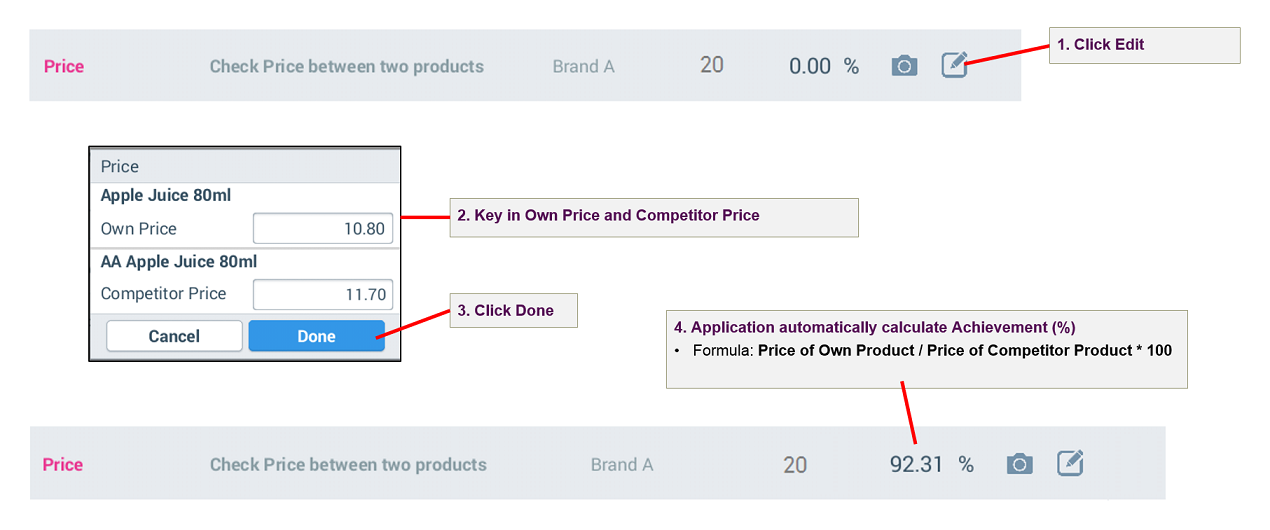 1. Click Edit
Price Check Price between two products Brand A 20 0.00 %
Price
Apple Juice 80ml
Own Price 10.80
2. Key in Own Price and Competitor Price
AA Apple Juice 80ml
Competitor Price 11.70
3. Click Done
Cancel Done
4. Application automatically calculate Achievement (%)
• Formula: Price of Own Product / Price of Competitor Product * 100
Price Check Price between two products Brand A 20 92.31 %